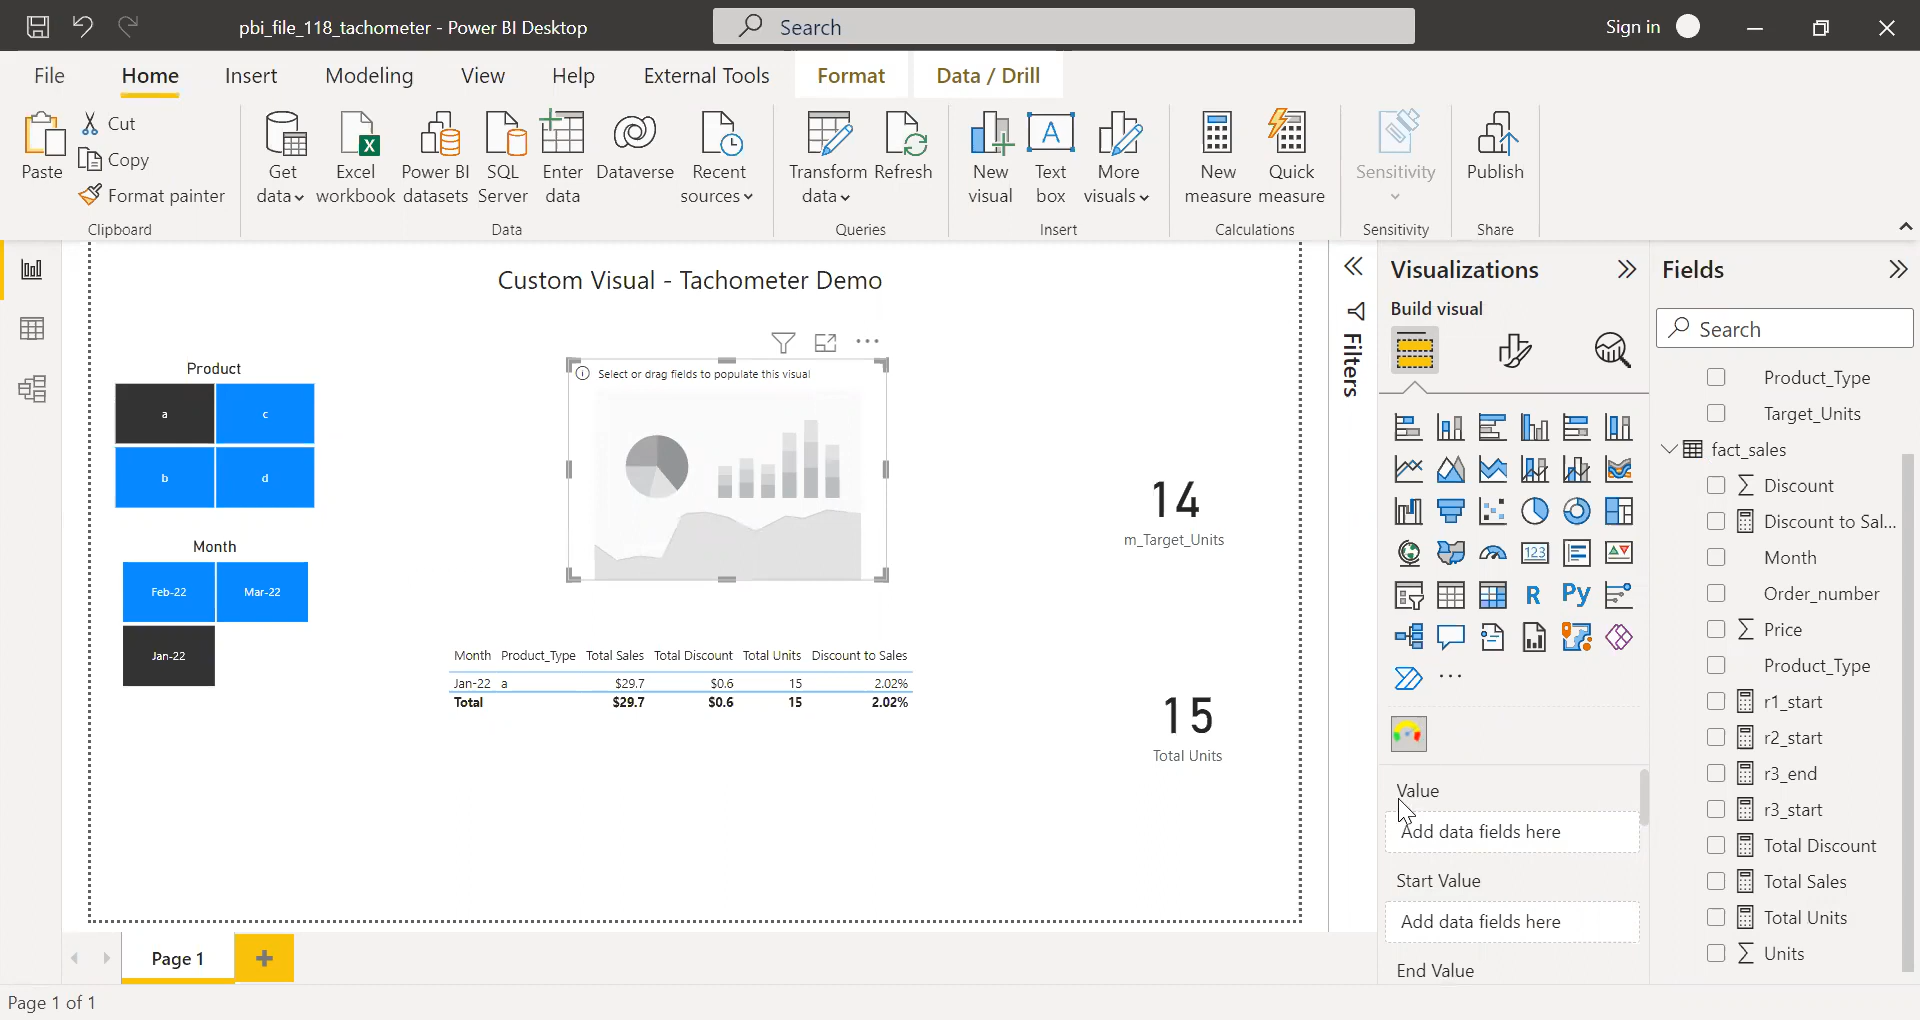 pbi_file_118_tachometer - Power BI Desktop
Search
Sign in
File Home Insert Modeling View Help External Tools Format Data / Drill
Paste
Cut
Copy
Format painter
Clipboard
Get data
Excel workbook
Power BI datasets
SQL Server
Enter data
Dataverse
Recent sources
Data
Transform data
Refresh
Queries
New visual
Text box
More visuals
Insert
New measure
Quick measure
Calculations
Sensitivity
Sensitivity
Publish
Share
Custom Visual - Tachometer Demo
Product
a c
b d
Month
Feb-22 Mar-22
Jan-22
Select or drag fields to populate this visual
14
m_Target_Units
Month Product_Type Total Sales Total Discount Total Units Discount to Sales
Jan-22 a $29.7 $0.6 15 2.02%
Total $29.7 $0.6 15 2.02%
15
Total Units
Filters
Visualizations
Build visual
123
R Py
Value
Add data fields here
Start Value
Add data fields here
End Value
Fields
Search
Product_Type
Target_Units
fact_sales
Discount
Discount to Sal...
Month
Order_number
Price
Product_Type
r1_start
r2_start
r3_end
r3_start
Total Discount
Total Sales
Total Units
Units
Page 1
Page 1 of 1